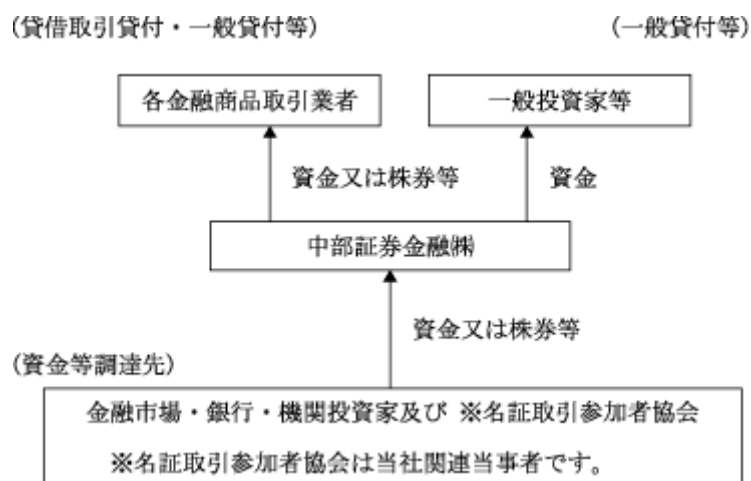 (貸借取引貸付・一般貸付等)
(一般貸付等)
各金融商品取引業者
一般投資家等
資金又は株券等
資金
中部証券金融㈱
資金又は株券等
(資金等調達先)
金融市場・銀行・機関投資家及び ※名証取引参加者協会
※名証取引参加者協会は当社関連当事者です。